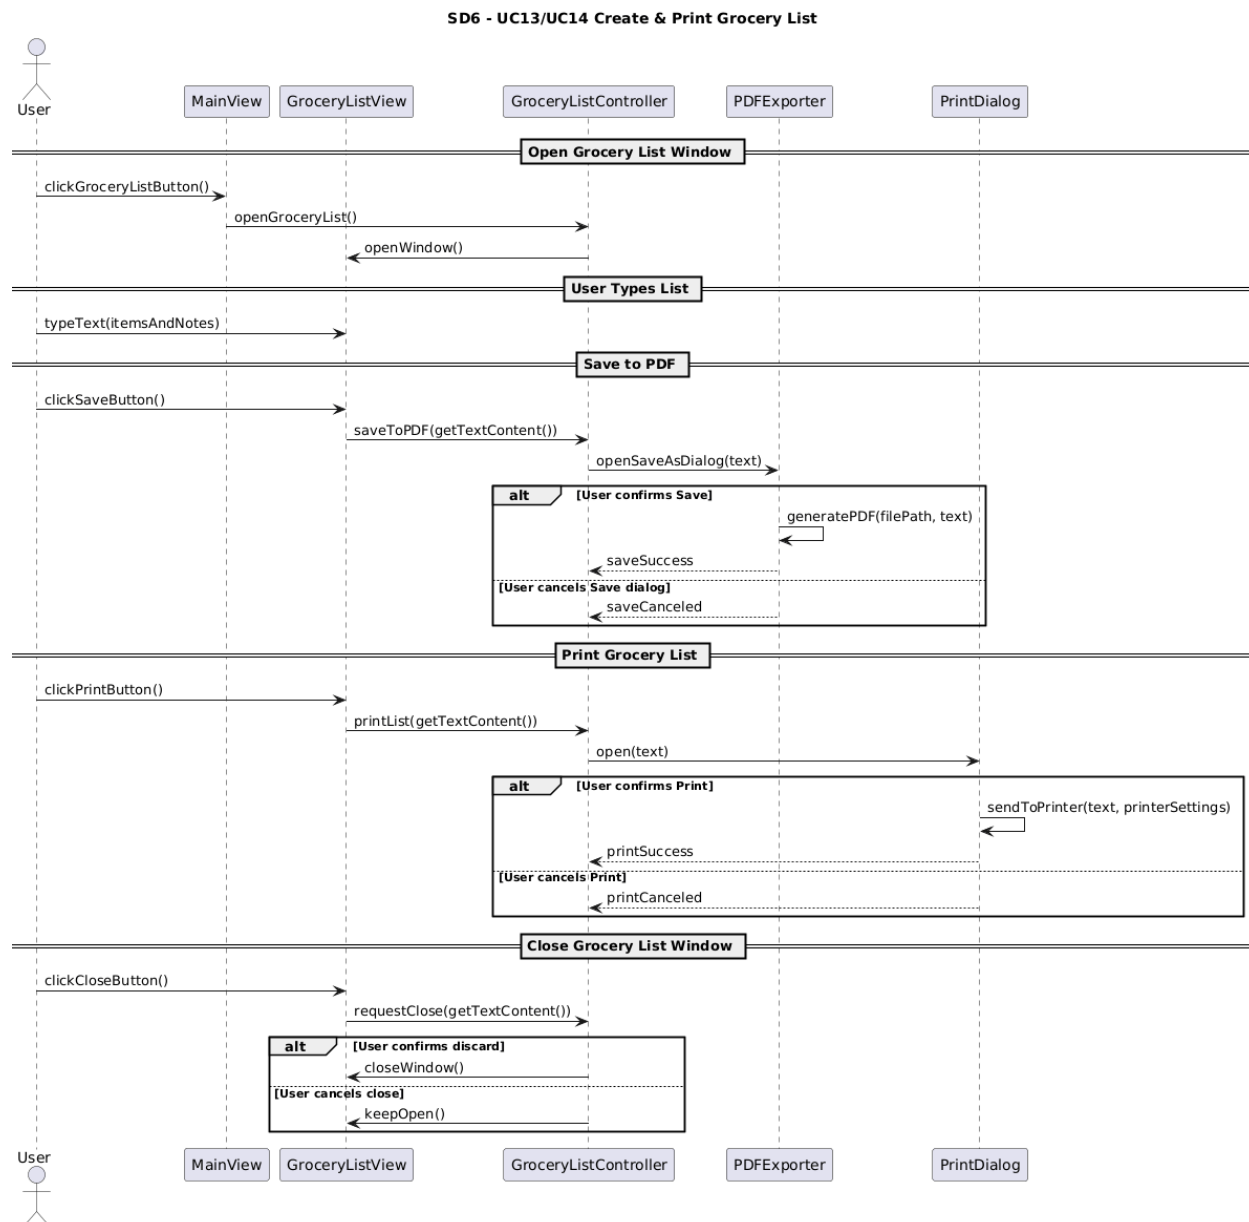 SD6 - UC13/UC14 Create & Print Grocery List
User
MainView
GroceryListView
GroceryListController
PDFExporter
PrintDialog
Open Grocery List Window
clickGroceryListButton()
openGroceryList()
openWindow()
User Types List
typeText(itemsAndNotes)
Save to PDF
clickSaveButton()
saveToPDF(getTextContent())
openSaveAsDialog(text)
alt [User confirms Save]
generatePDF(filePath, text)
saveSuccess
[User cancels Save dialog]
saveCanceled
Print Grocery List
clickPrintButton()
printList(getTextContent())
open(text)
alt [User confirms Print]
sendToPrinter(text, printerSettings)
printSuccess
[User cancels Print]
printCanceled
Close Grocery List Window
clickCloseButton()
requestClose(getTextContent())
alt [User confirms discard]
closeWindow()
[User cancels close]
keepOpen()
User
MainView
GroceryListView
GroceryListController
PDFExporter
PrintDialog